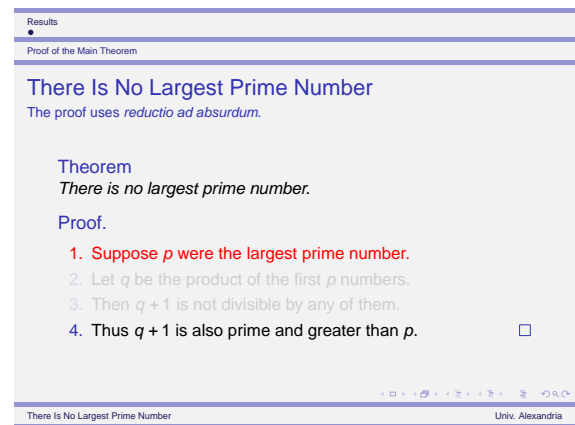 Results
Proof of the Main Theorem
There Is No Largest Prime Number
The proof uses reductio ad absurdum.
Theorem
There is no largest prime number.
Proof.
1. Suppose p were the largest prime number.
2. Let q be the product of the first p numbers.
3. Then q + 1 is not divisible by any of them.
4. Thus q + 1 is also prime and greater than p.
There Is No Largest Prime Number Univ. Alexandria